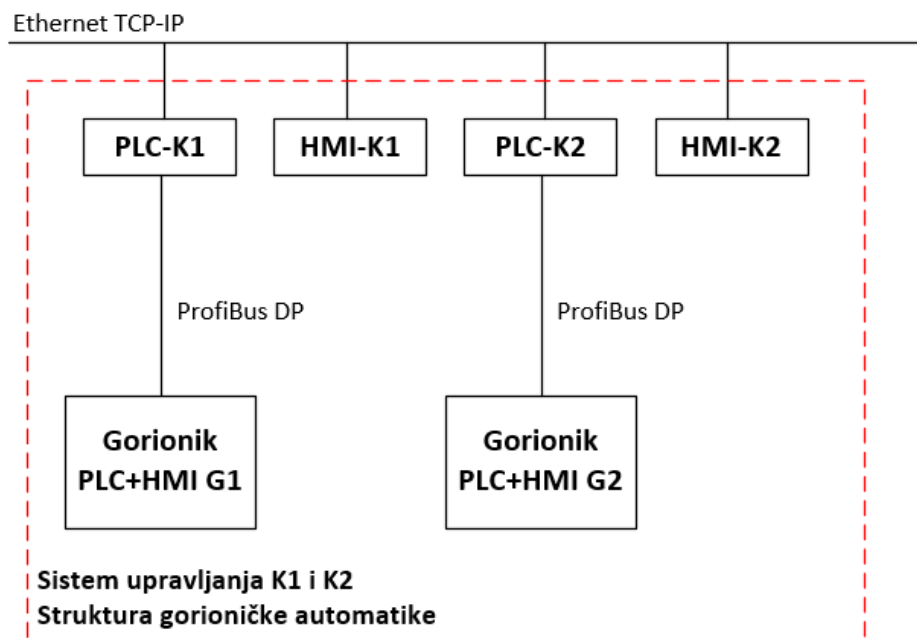 Ethernet TCP-IP
PLC-K1
HMI-K1
PLC-K2
HMI-K2
ProfiBus DP
ProfiBus DP
Gorionik
PLC+HMI G1
Gorionik
PLC+HMI G2
Sistem upravljanja K1 i K2
Struktura gorioničke automatike